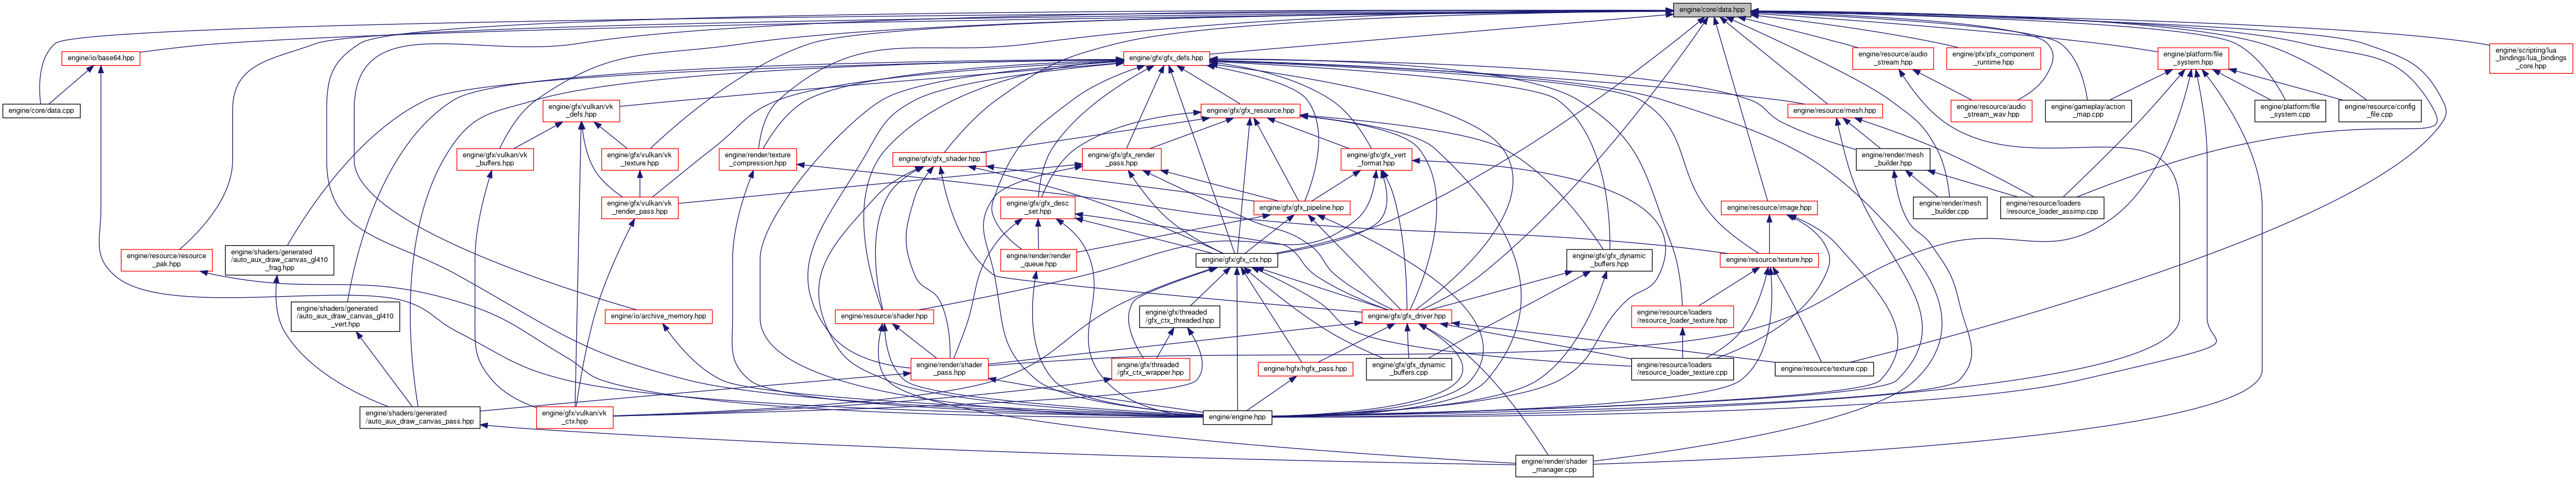 engine/core/data.hpp
engine/io/base64.hpp
engine/gfx/gfx_defs.hpp
engine/resource/audio
_stream.hpp
engine/pfx/pfx_component
_runtime.hpp
engine/platform/file
_system.hpp
engine/scripting/lua
_bindings/lua_bindings
_core.hpp
engine/core/data.cpp
engine/gfx/vulkan/vk
_defs.hpp
engine/gfx/gfx_resource.hpp
engine/resource/mesh.hpp
engine/resource/audio
_stream_wav.hpp
engine/gameplay/action
_map.cpp
engine/platform/file
_system.cpp
engine/resource/config
_file.cpp
engine/gfx/vulkan/vk
_buffers.hpp
engine/gfx/vulkan/vk
_texture.hpp
engine/render/texture
_compression.hpp
engine/gfx/gfx_shader.hpp
engine/gfx/gfx_render
_pass.hpp
engine/gfx/gfx_vert
_format.hpp
engine/render/mesh
_builder.hpp
engine/gfx/vulkan/vk
_render_pass.hpp
engine/gfx/gfx_desc
_set.hpp
engine/gfx/gfx_pipeline.hpp
engine/resource/image.hpp
engine/render/mesh
_builder.cpp
engine/resource/loaders
/resource_loader_assimp.cpp
engine/resource/resource
_pak.hpp
engine/shaders/generated
/auto_aux_draw_canvas_gl410
_frag.hpp
engine/render/render
_queue.hpp
engine/gfx/gfx_ctx.hpp
engine/gfx/gfx_dynamic
_buffers.hpp
engine/resource/texture.hpp
engine/shaders/generated
/auto_aux_draw_canvas_gl410
_vert.hpp
engine/io/archive_memory.hpp
engine/resource/shader.hpp
engine/gfx/threaded
/gfx_ctx_threaded.hpp
engine/gfx/gfx_driver.hpp
engine/resource/loaders
/resource_loader_texture.hpp
engine/render/shader
_pass.hpp
engine/gfx/threaded
/gfx_ctx_wrapper.hpp
engine/hgfx/hgfx_pass.hpp
engine/gfx/gfx_dynamic
_buffers.cpp
engine/resource/loaders
/resource_loader_texture.cpp
engine/resource/texture.cpp
engine/shaders/generated
/auto_aux_draw_canvas_pass.hpp
engine/gfx/vulkan/vk
_ctx.hpp
engine/engine.hpp
engine/render/shader
_manager.cpp